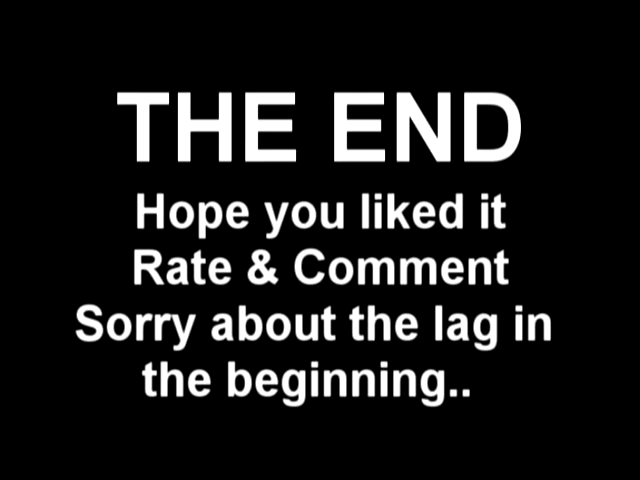 THE END
Hope you liked it
Rate & Comment
Sorry about the lag in
the beginning..